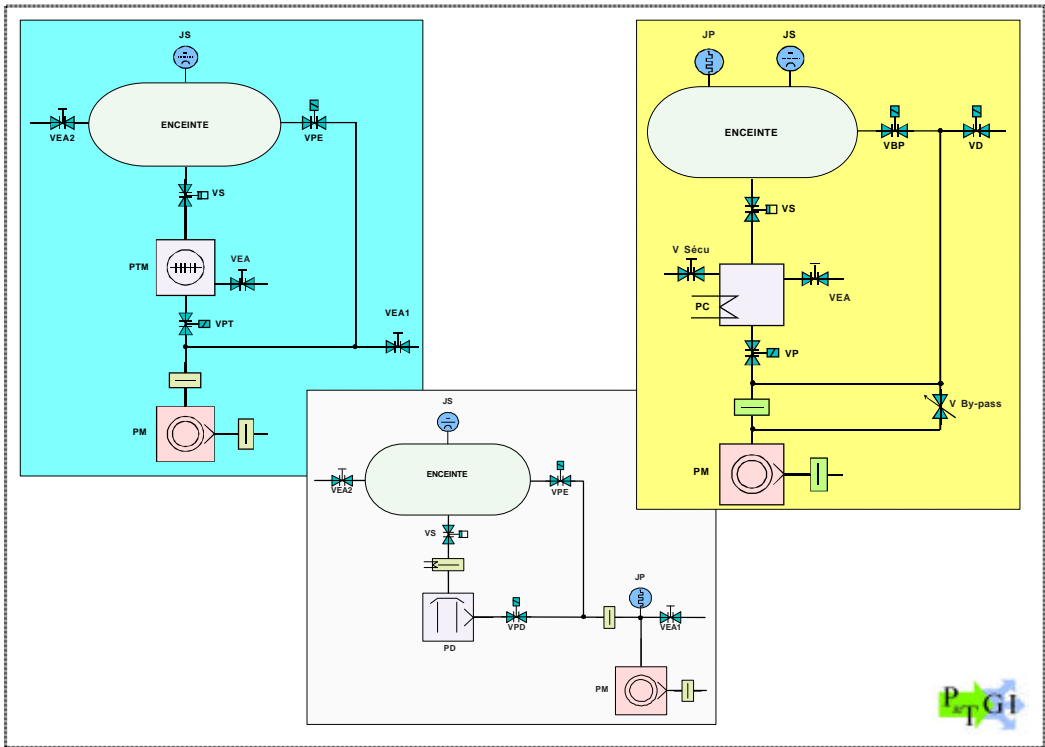 JS
ENCEINTE
VEA2
VPE
VS
PTM
VEA
VPT
VEA1
PM
JP
JS
ENCEINTE
VBP
VD
VS
V Sécu
PC
VEA
VP
V By-pass
PM
JS
ENCEINTE
VEA2
VPE
VS
JP
VPD
VEA1
PD
PM